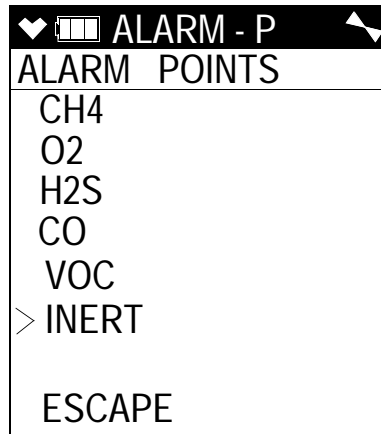 ALARM - P
ALARM POINTS
CH4
O2
H2S
CO
VOC
> INERT
ESCAPE